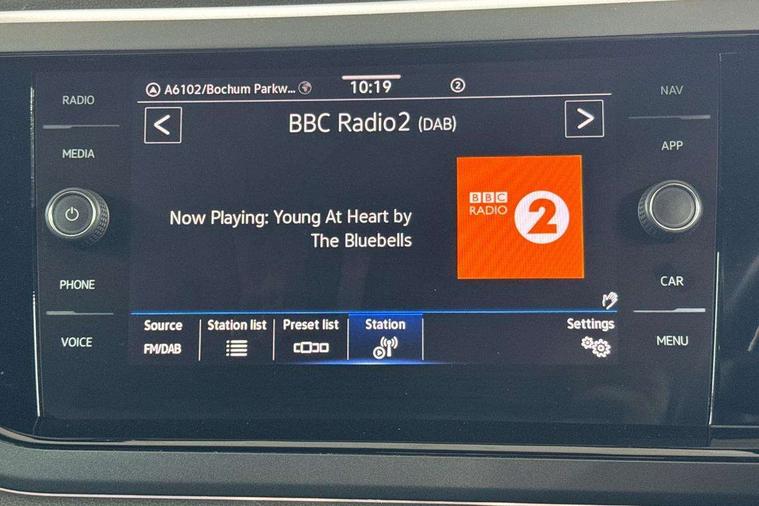 A6102/Bochum Parkw...
10:19
2
RADIO
NAV
BBC Radio2 (DAB)
<
>
MEDIA
APP
BBC
RADIO
2
Now Playing: Young At Heart by
The Bluebells
PHONE
CAR
Source
Station list
Preset list
Station
Settings
FM/DAB
VOICE
MENU